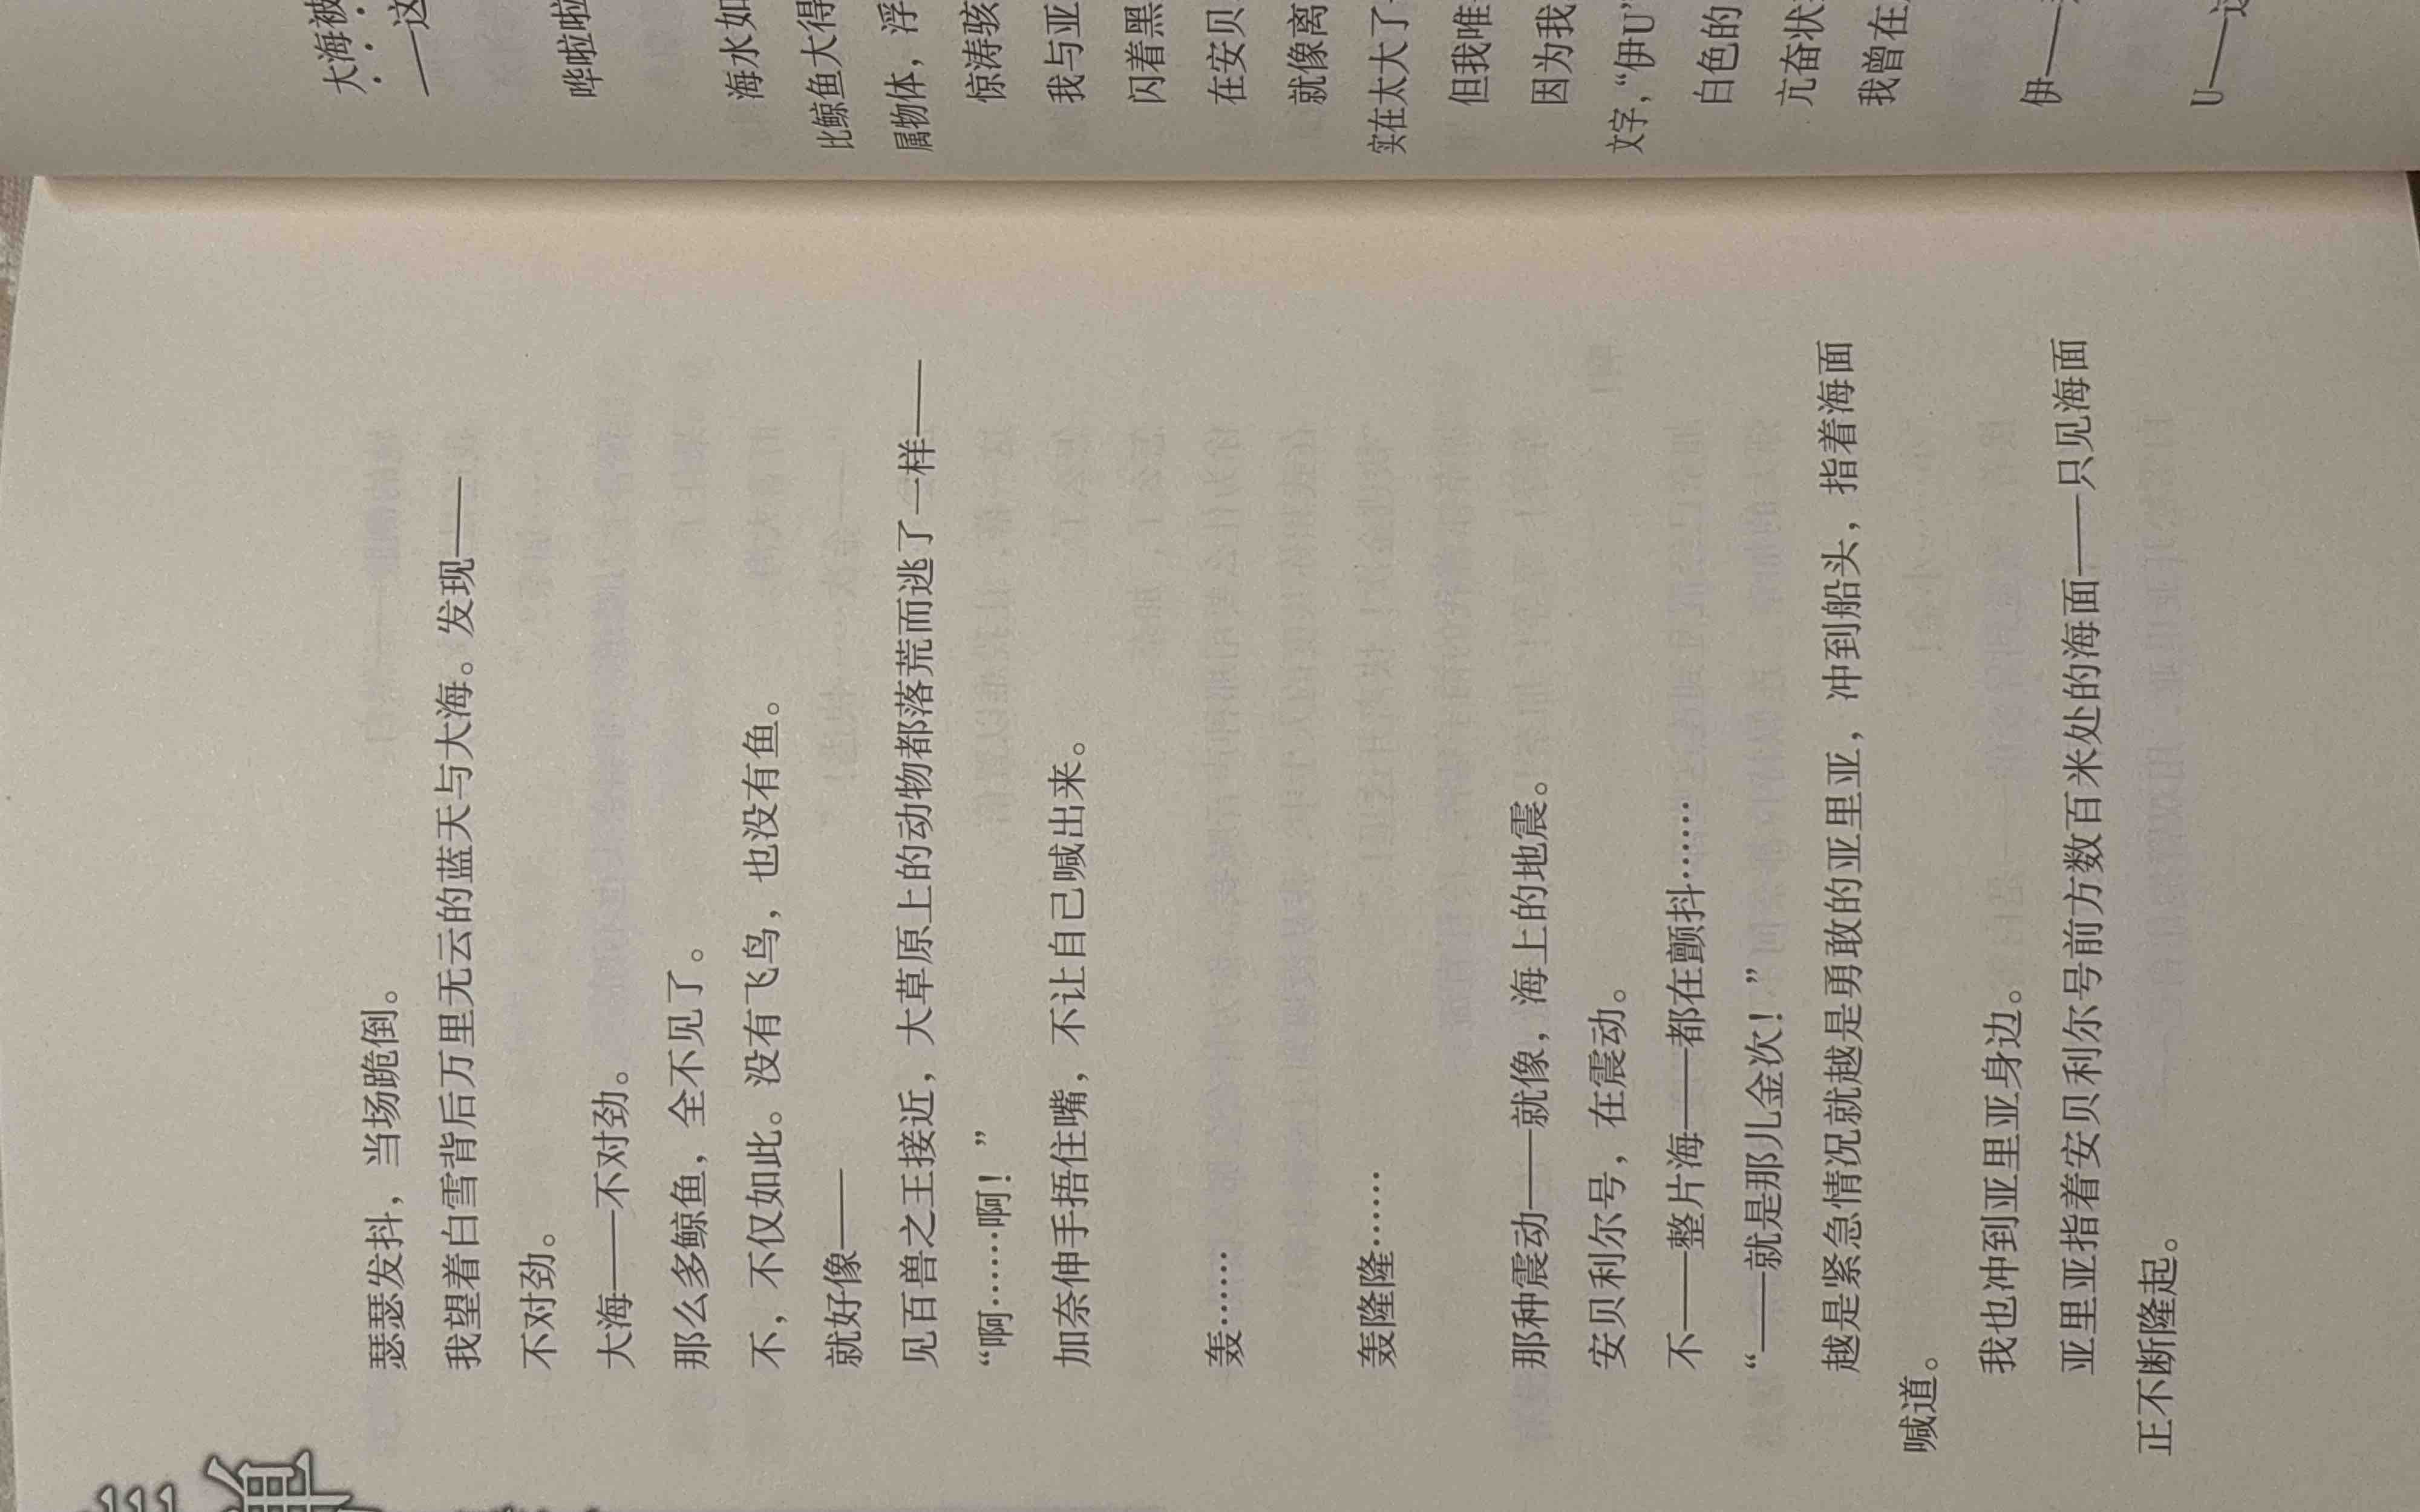 弹
瑟瑟发抖，当场跪倒。
我望着白雪背后万里无云的蓝天与大海。发现——
不对劲。
大海——不对劲。
那么多鲸鱼，全不见了。
不，不仅如此。没有飞鸟，也没有鱼。
就好像——
见百兽之王接近，大草原上的动物都落荒而逃了一样——
“啊……啊！”
加奈伸手捂住嘴，不让自己喊出来。
轰……
轰隆隆……
那种震动——就像，海上的地震。
安贝利尔号，在震动。
不——整片海——都在颤抖……
“——就是那儿金次！”
越是紧急情况就越是勇敢的亚里亚，冲到船头，指着海面
喊道。
我也冲到亚里亚身边。
亚里亚指着安贝利尔号前方数百米处的海面——只见海面
正不断隆起。
大海被
——这
哗啦啦
海水如
比鲸鱼大得
属物体，浮
惊涛骇
我与亚
闪着黑
在安贝
就像离
实在太大了
但我唯
因为我
文字，“伊U”
白色的
亢奋状
我曾在
伊——
U——这